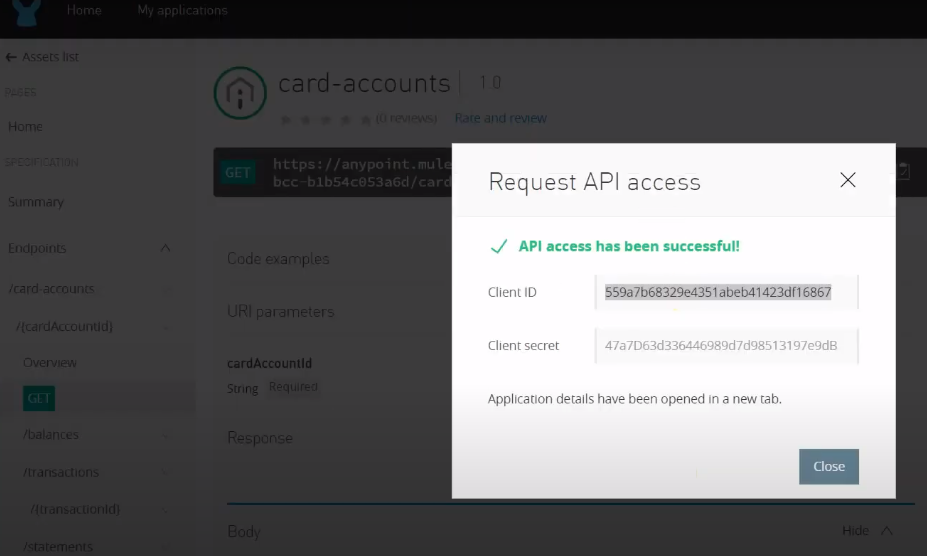 Home My applications
← Assets list
PAGES
Home
SPECIFICATION
Summary
Endpoints
/card-accounts
/{cardAccountId}
Overview
GET
/balances
/transactions
/{transactionId}
/statements
card-accounts 1.0
(0 reviews) Rate and review
GET https://anypoint.mule
bcc-b1b54c053a6d/card
Code examples
URI parameters
cardAccountId
String Required
Response
Body Hide
Request API access
API access has been successful!
Client ID 559a7b68329e4351abeb41423df16867
Client secret 47a7D63d336446989d7d98513197e9dB
Application details have been opened in a new tab.
Close